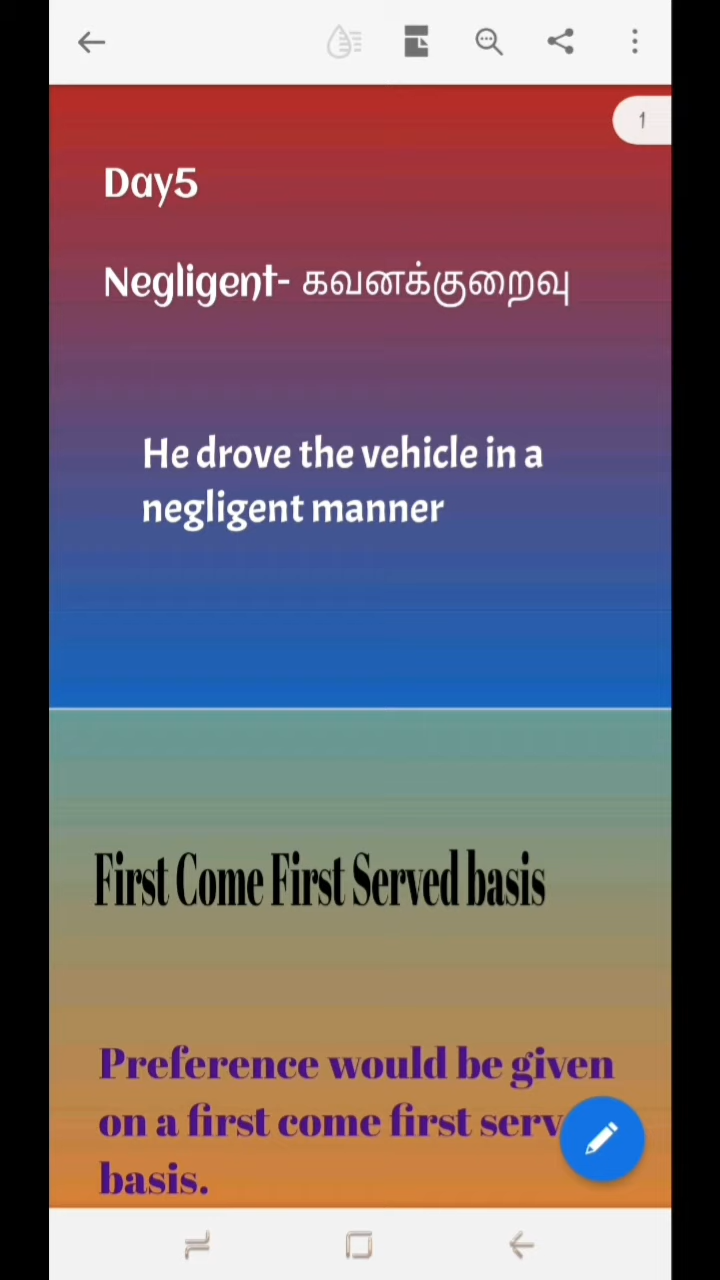 1
Day5
Negligent- கவனக்குறைவு
He drove the vehicle in a
negligent manner
First Come First Served basis
Preference would be given
on a first come first serv
basis.